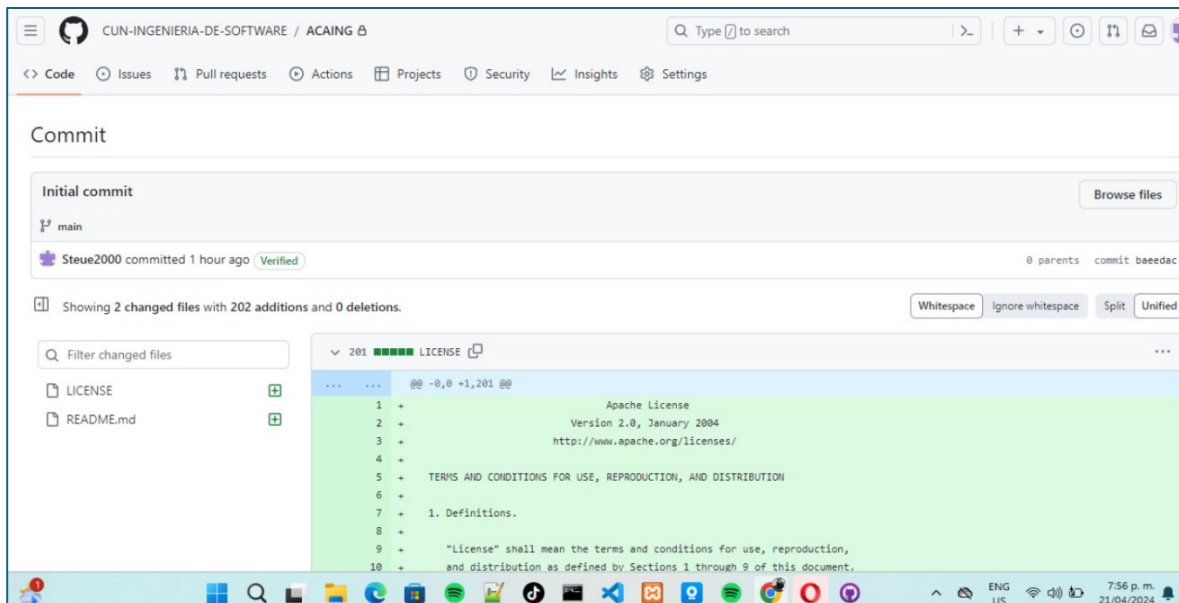 CUN-INGENIERIA-DE-SOFTWARE / ACAING
Type / to search
<> Code Issues Pull requests Actions Projects Security Insights Settings
Commit
Initial commit
Browse files
main
Steue2000 committed 1 hour ago Verified
0 parents commit baeedac
Showing 2 changed files with 202 additions and 0 deletions.
Whitespace Ignore whitespace Split Unified
Filter changed files
LICENSE
README.md
201 LICENSE
... ... @@ -0,0 +1,201 @@
1 + Apache License
2 + Version 2.0, January 2004
3 + http://www.apache.org/licenses/
4 +
5 + TERMS AND CONDITIONS FOR USE, REPRODUCTION, AND DISTRIBUTION
6 +
7 + 1. Definitions.
8 +
9 + "License" shall mean the terms and conditions for use, reproduction,
10 + and distribution as defined by Sections 1 through 9 of this document.
1
ENG
US
7:56 p. m.
21/04/2024